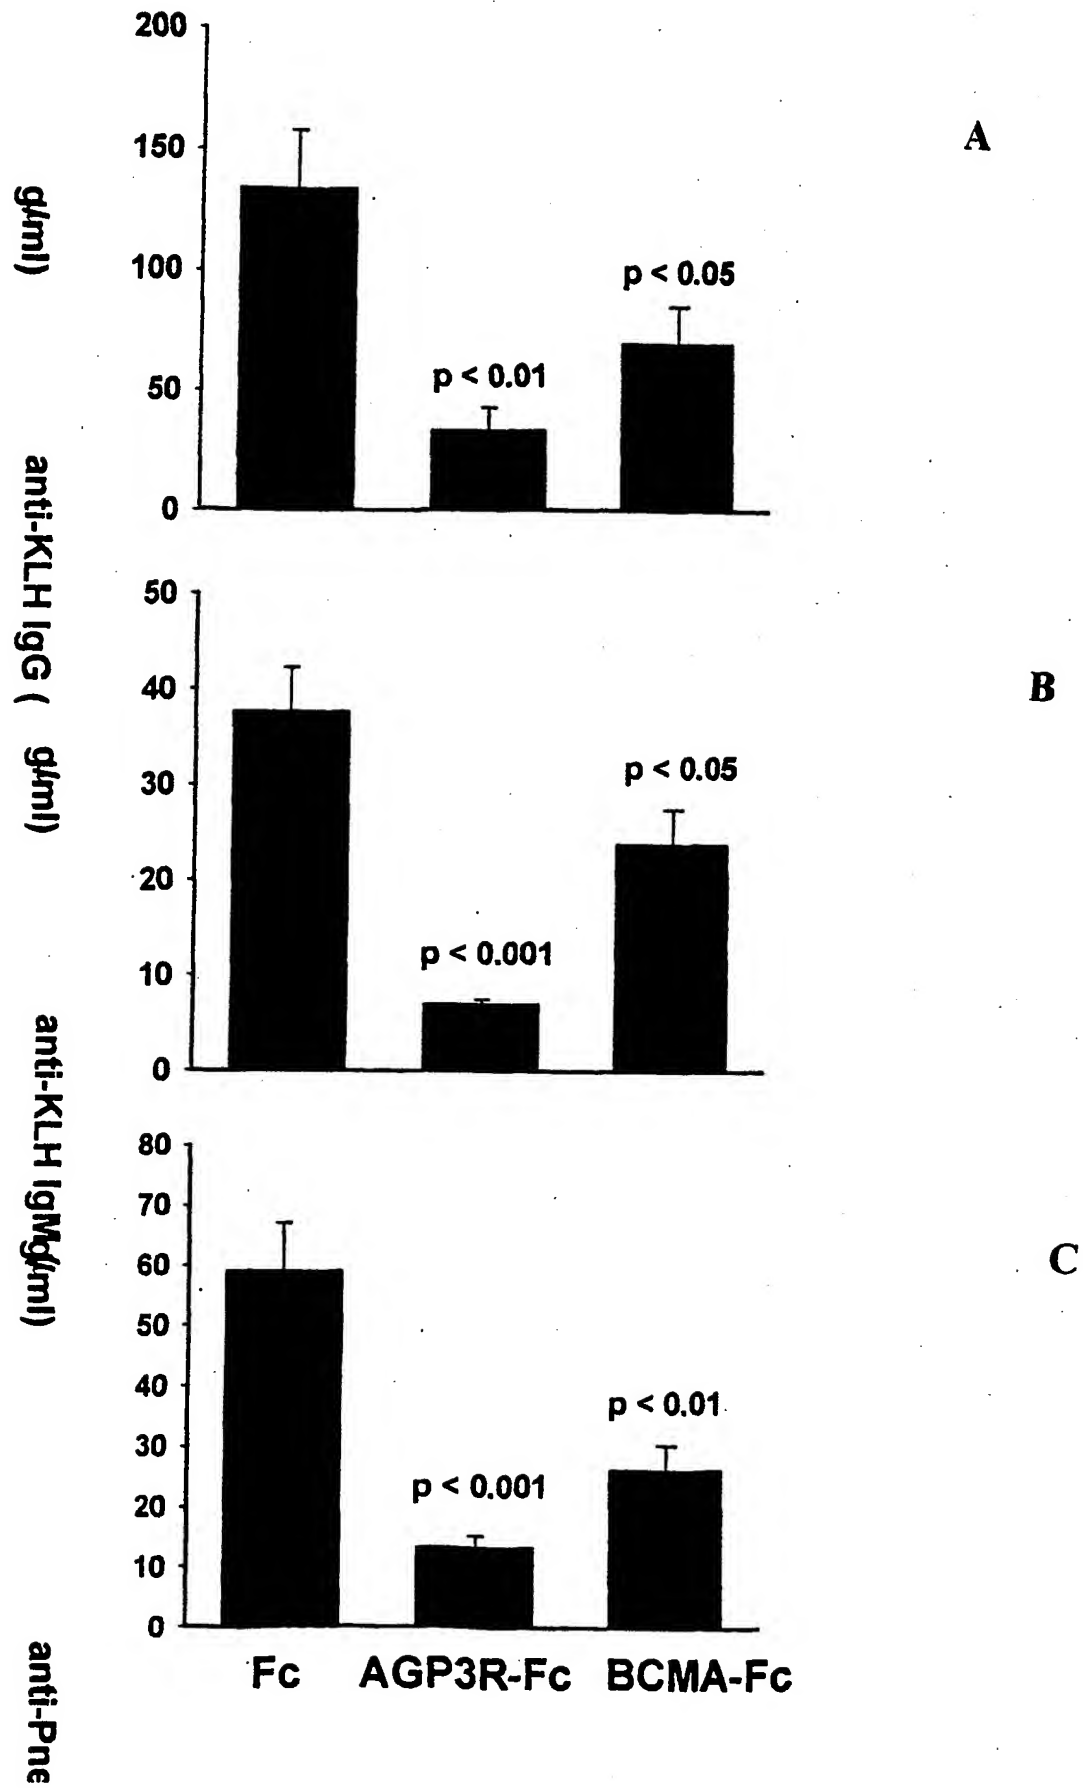 200
150
100
50
0
p < 0.01
p < 0.05
A
g/ml)
anti-KLH IgG (
50
40
30
20
10
0
p < 0.001
p < 0.05
B
g/ml)
anti-KLH IgM
80
70
60
50
40
30
20
10
0
p < 0.001
p < 0.01
C
g/ml)
anti-Pne
Fc
AGP3R-Fc
BCMA-Fc